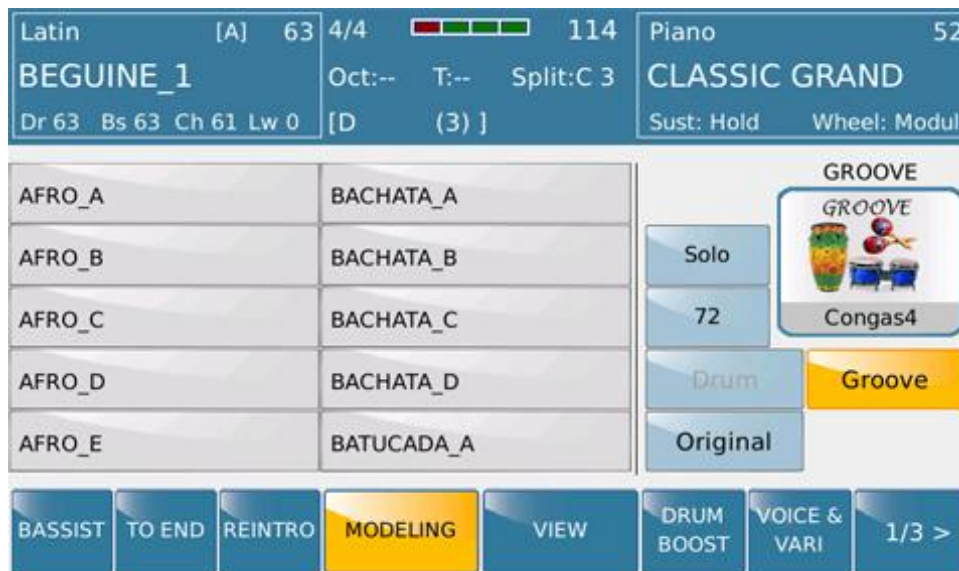 Latin [A] 63 4/4 114 Piano 52
BEGUINE_1 Oct:-- T:-- Split:C 3 CLASSIC GRAND
Dr 63 Bs 63 Ch 61 Lw 0 [D (3) ] Sust: Hold Wheel: Modul
GROOVE
AFRO_A BACHATA_A GROOVE
AFRO_B BACHATA_B Solo
AFRO_C BACHATA_C 72 Congas4
AFRO_D BACHATA_D Drum Groove
AFRO_E BATUCADA_A Original
BASSIST TO END REINTRO MODELING VIEW DRUM BOOST VOICE & VARI 1/3 >